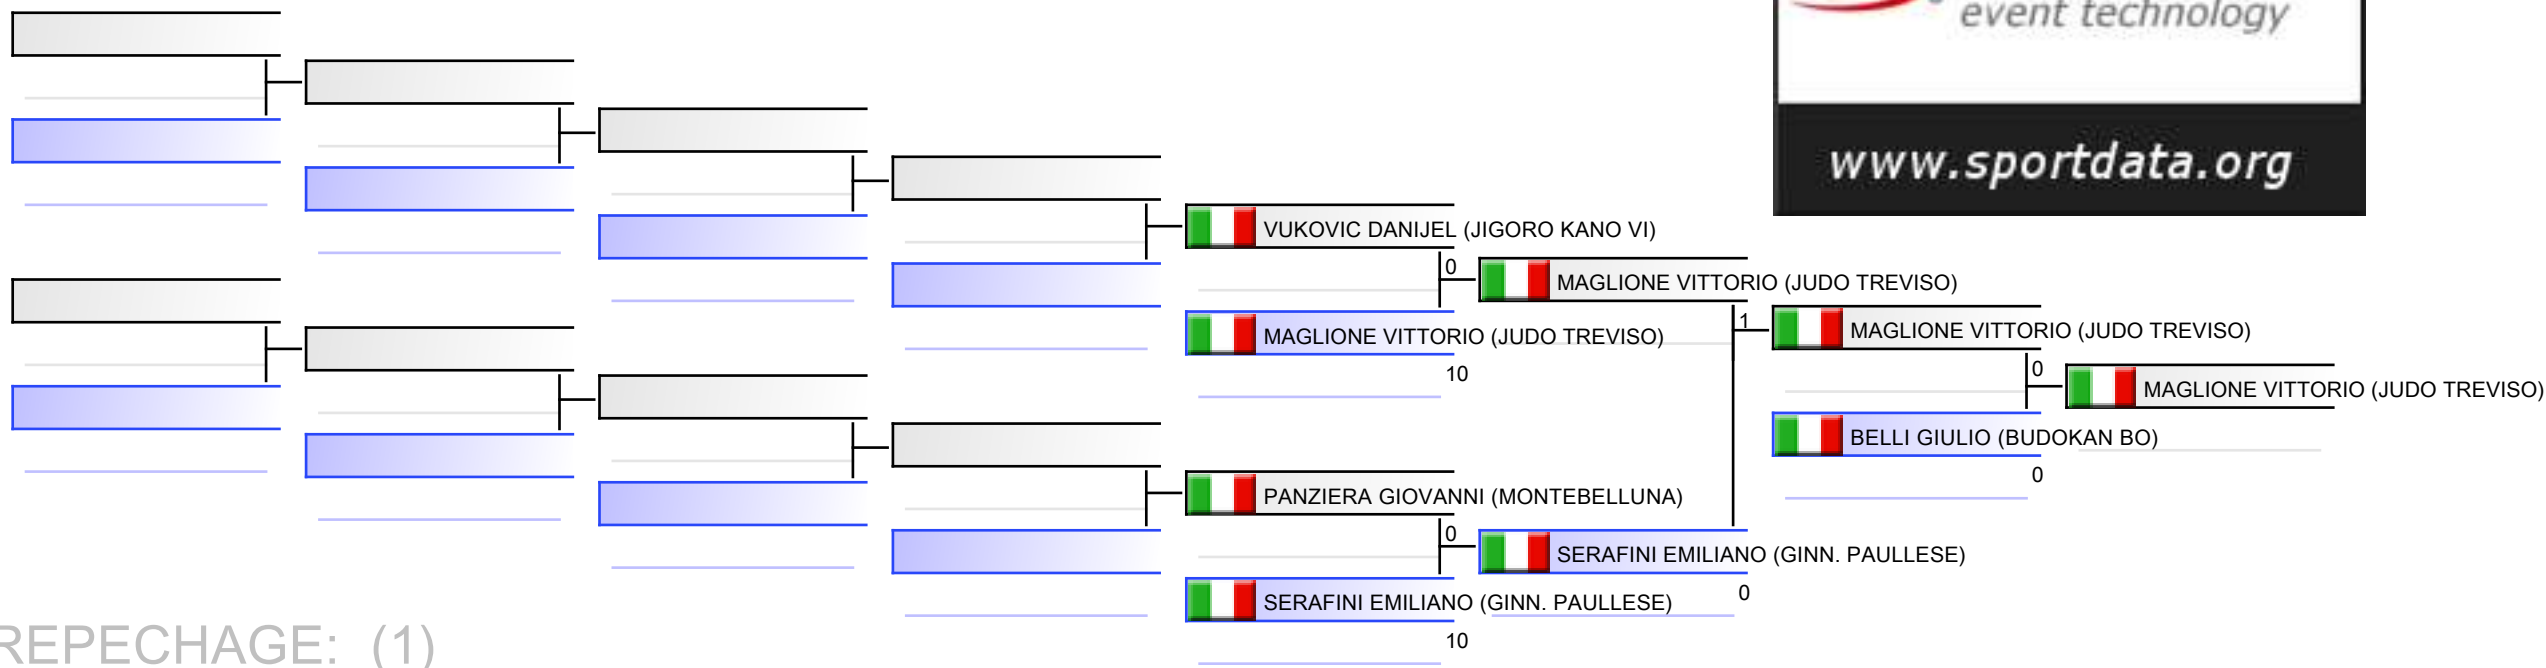 event technology
www.sportdata.org
VUKOVIC DANIJEL (JIGORO KANO VI)
0
MAGLIONE VITTORIO (JUDO TREVISO)
1
MAGLIONE VITTORIO (JUDO TREVISO)
MAGLIONE VITTORIO (JUDO TREVISO)
10
0
MAGLIONE VITTORIO (JUDO TREVISO)
BELLI GIULIO (BUDOKAN BO)
0
PANZIERA GIOVANNI (MONTEBELLUNA)
0
SERAFINI EMILIANO (GINN. PAULLESE)
0
SERAFINI EMILIANO (GINN. PAULLESE)
10
REPECHAGE: (1)